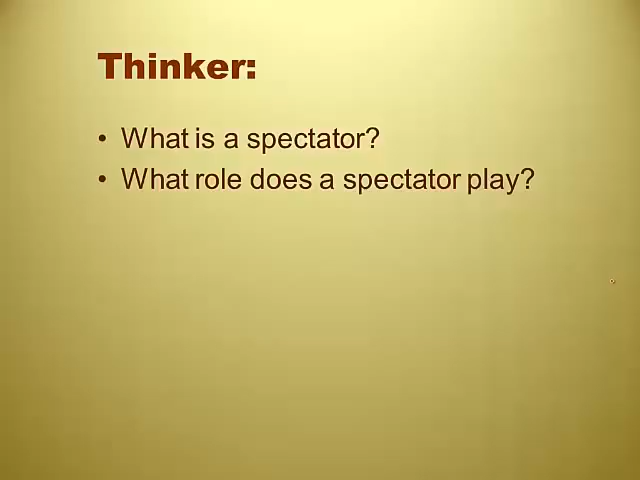 Thinker:
• What is a spectator?
• What role does a spectator play?